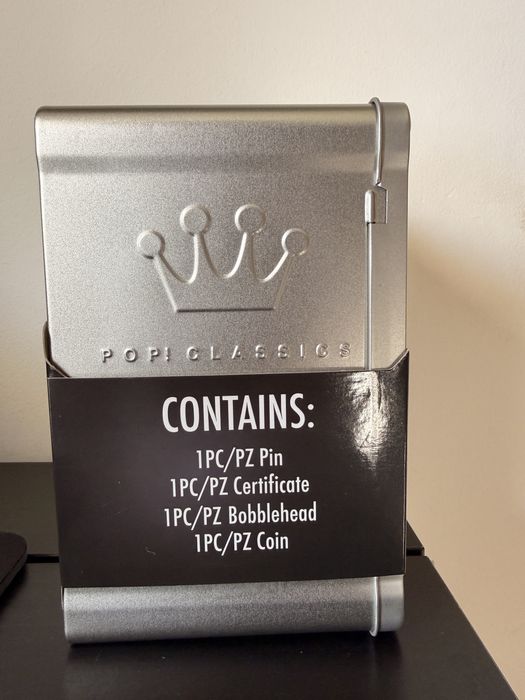 POP! CLASSICS
CONTAINS:
1PC/PZ Pin
1PC/PZ Certificate
1PC/PZ Bobblehead
1PC/PZ Coin